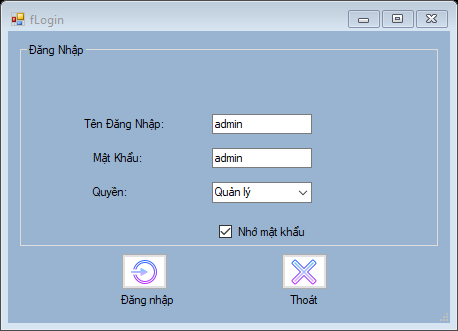 fLogin
Đăng Nhập
Tên Đăng Nhập: admin
Mật Khẩu: admin
Quyền: Quản lý
Nhớ mật khẩu
Đăng nhập Thoát